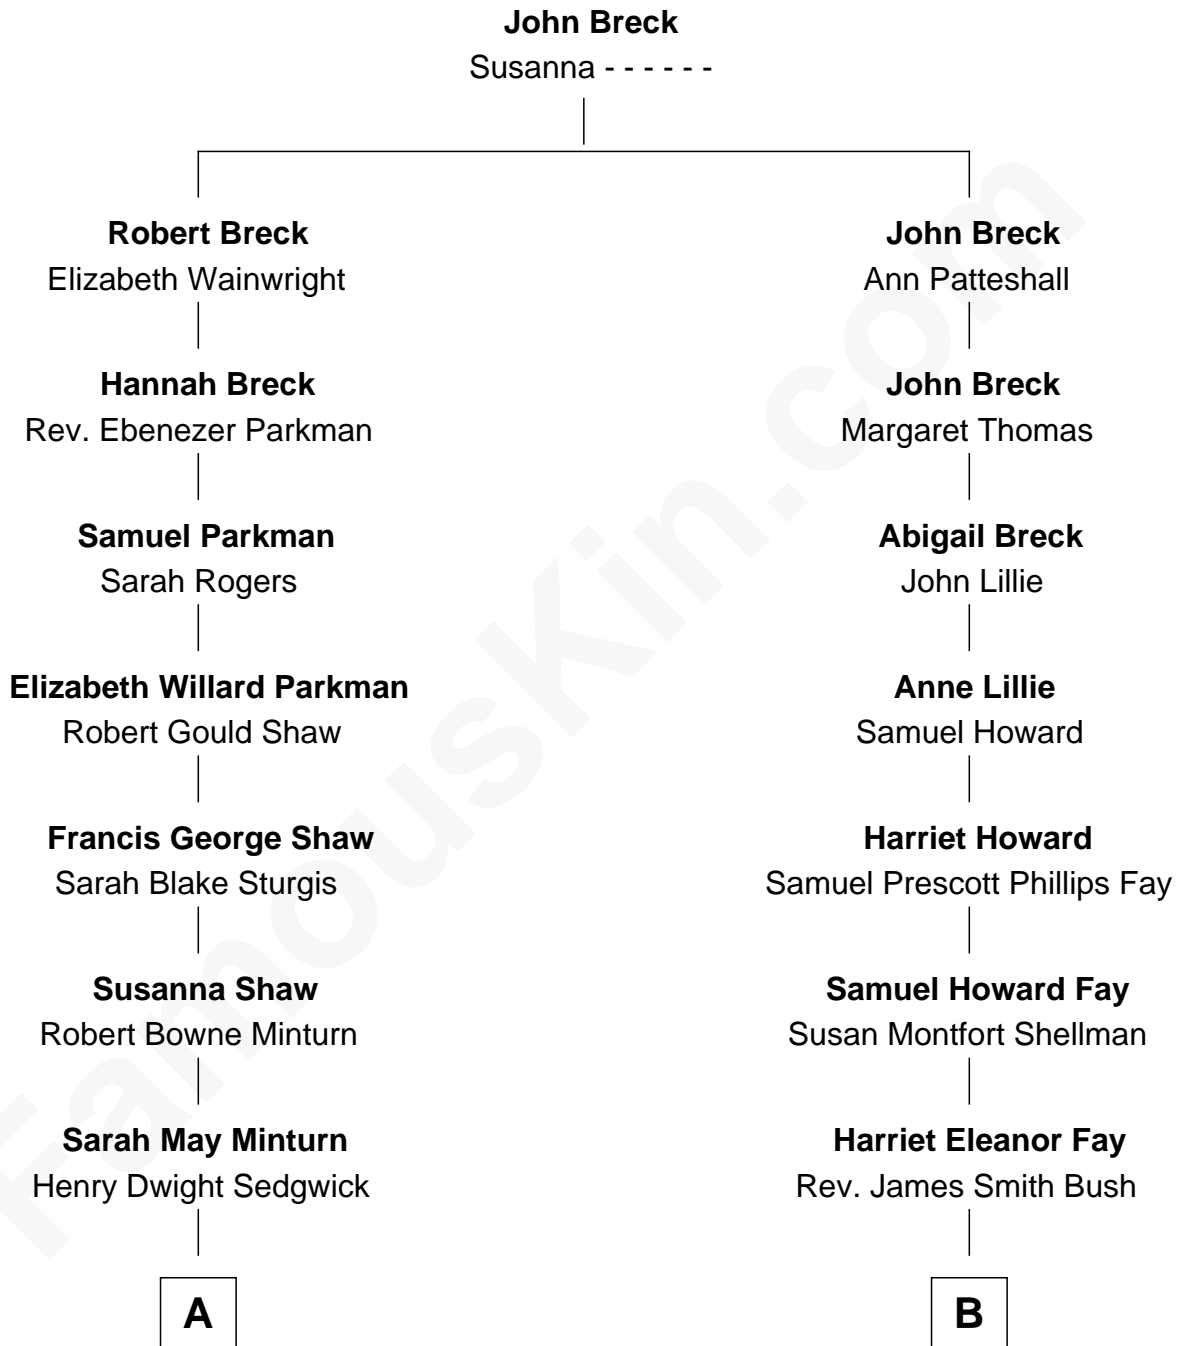 John Breck
Susanna - - - - - -
Robert Breck
Elizabeth Wainwright
John Breck
Ann Patteshall
Hannah Breck
Rev. Ebenezer Parkman
John Breck
Margaret Thomas
Samuel Parkman
Sarah Rogers
Abigail Breck
John Lillie
Elizabeth Willard Parkman
Robert Gould Shaw
Anne Lillie
Samuel Howard
Francis George Shaw
Sarah Blake Sturgis
Harriet Howard
Samuel Prescott Phillips Fay
Susanna Shaw
Robert Bowne Minturn
Samuel Howard Fay
Susan Montfort Shellman
Sarah May Minturn
Henry Dwight Sedgwick
Harriet Eleanor Fay
Rev. James Smith Bush
A
B
FamousKin.com